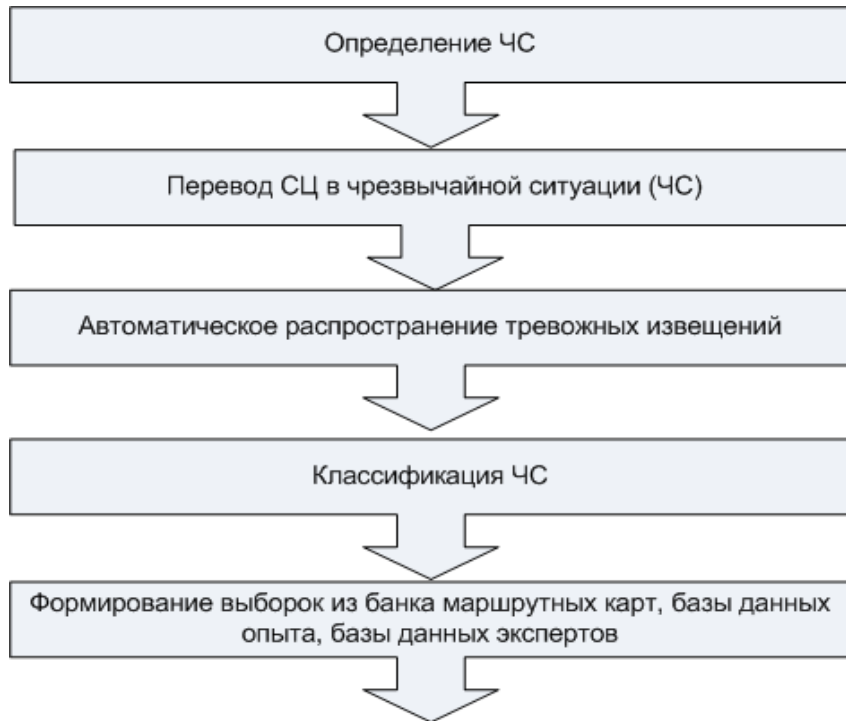 Определение ЧС
Перевод СЦ в чрезвычайной ситуации (ЧС)
Автоматическое распространение тревожных извещений
Классификация ЧС
Формирование выборок из банка маршрутных карт, базы данных
опыта, базы данных экспертов